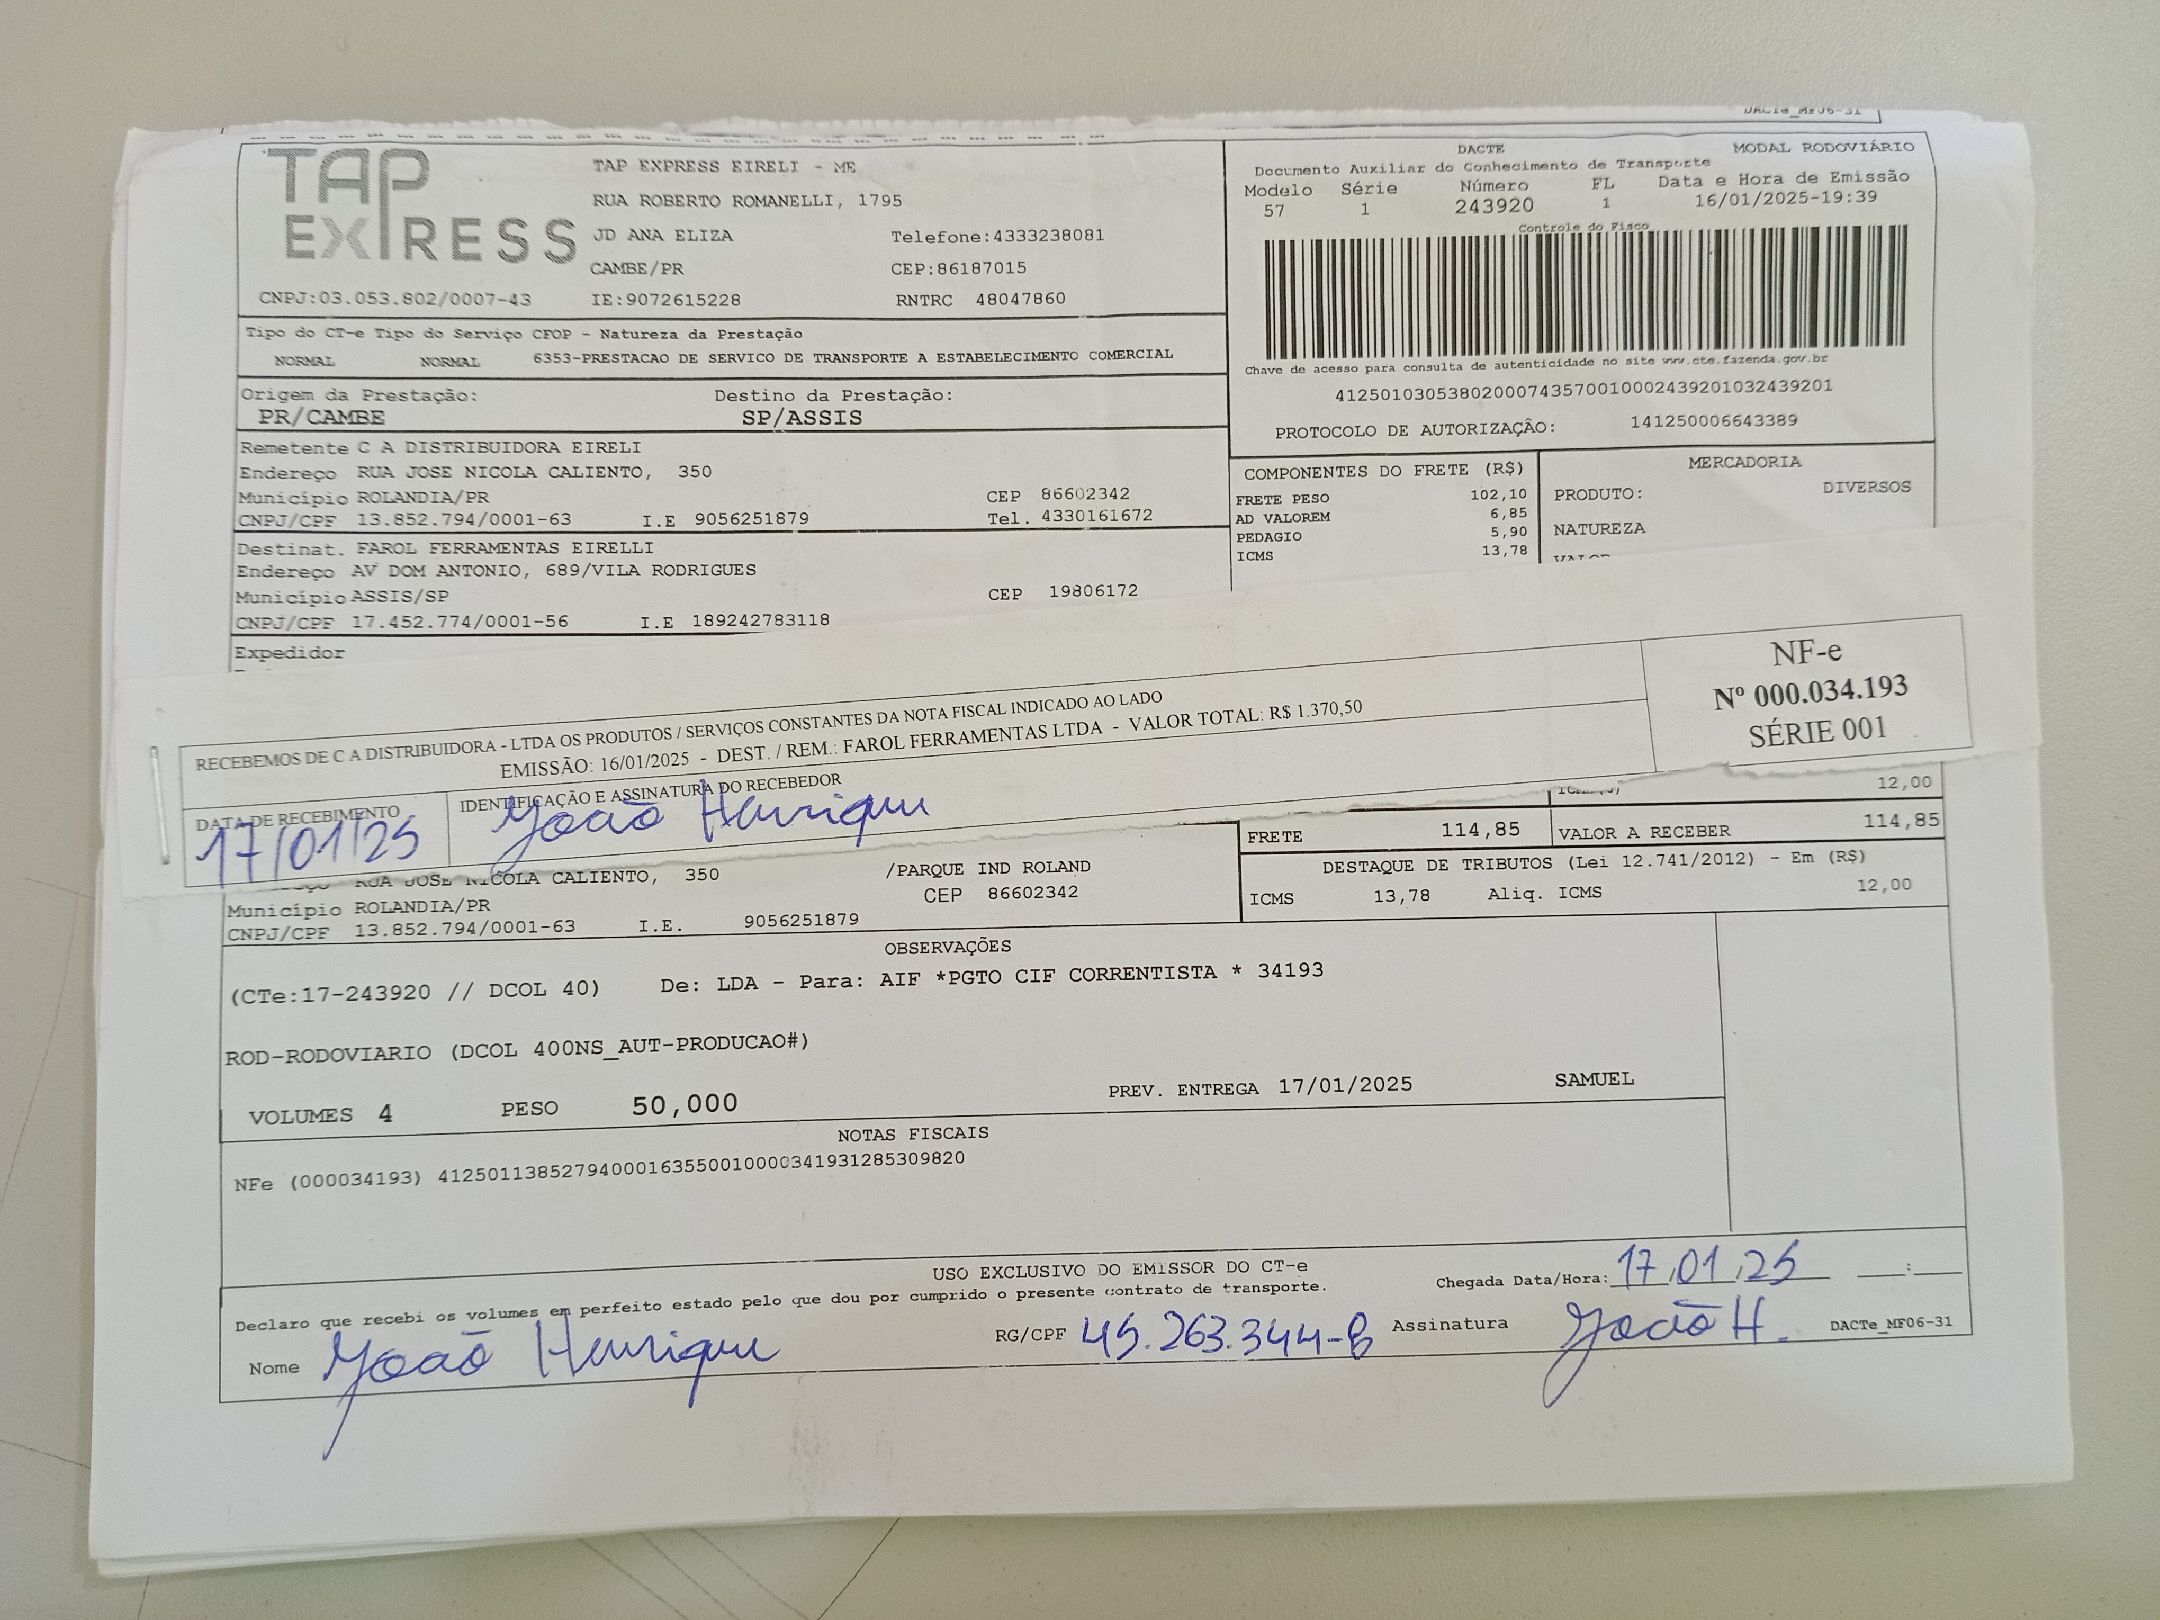 DACTe_MF06-31
TAP
EXPRESS
TAP EXPRESS EIRELI - ME
RUA ROBERTO ROMANELLI, 1795
JD ANA ELIZA Telefone:4333238081
CAMBE/PR CEP:86187015
CNPJ:03.053.802/0007-43 IE:9072615228 RNTRC 48047860
DACTE MODAL RODOVIÁRIO
Documento Auxiliar do Conhecimento de Transporte
Modelo Série Número FL Data e Hora de Emissão
57 1 243920 1 16/01/2025-19:39
Controle do Fisco
Chave de acesso para consulta de autenticidade no site www.cte.fazenda.gov.br
41250103053802000743570010002439201032439201
PROTOCOLO DE AUTORIZAÇÃO: 141250006643389
Tipo do CT-e Tipo do Serviço CFOP - Natureza da Prestação
NORMAL NORMAL 6353-PRESTACAO DE SERVICO DE TRANSPORTE A ESTABELECIMENTO COMERCIAL
Origem da Prestação: Destino da Prestação:
PR/CAMBE SP/ASSIS
Remetente C A DISTRIBUIDORA EIRELI
Endereço RUA JOSE NICOLA CALIENTO, 350
Município ROLANDIA/PR CEP 86602342
CNPJ/CPF 13.852.794/0001-63 I.E 9056251879 Tel. 4330161672
Destinat. FAROL FERRAMENTAS EIRELLI
Endereço AV DOM ANTONIO, 689/VILA RODRIGUES
Município ASSIS/SP CEP 19806172
CNPJ/CPF 17.452.774/0001-56 I.E 189242783118
Expedidor
COMPONENTES DO FRETE (R$)
FRETE PESO 102,10
AD VALOREM 6,85
PEDAGIO 5,90
ICMS 13,78
MERCADORIA
PRODUTO: DIVERSOS
NATUREZA
RECEBEMOS DE C A DISTRIBUIDORA - LTDA OS PRODUTOS / SERVIÇOS CONSTANTES DA NOTA FISCAL INDICADO AO LADO
EMISSÃO: 16/01/2025 - DEST. / REM.: FAROL FERRAMENTAS LTDA - VALOR TOTAL: R$ 1.370,50
DATA DE RECEBIMENTO IDENTIFICAÇÃO E ASSINATURA DO RECEBEDOR
17/01/25 João Henrique
NF-e
Nº 000.034.193
SÉRIE 001
12,00
FRETE 114,85 VALOR A RECEBER 114,85
DESTAQUE DE TRIBUTOS (Lei 12.741/2012) - Em (R$)
ICMS 13,78 Aliq. ICMS 12,00
RUA JOSE NICOLA CALIENTO, 350 /PARQUE IND ROLAND
Município ROLANDIA/PR CEP 86602342
CNPJ/CPF 13.852.794/0001-63 I.E. 9056251879
OBSERVAÇÕES
(CTe:17-243920 // DCOL 40) De: LDA - Para: AIF *PGTO CIF CORRENTISTA * 34193
ROD-RODOVIARIO (DCOL 400NS_AUT-PRODUCAO#)
VOLUMES 4 PESO 50,000 PREV. ENTREGA 17/01/2025 SAMUEL
NOTAS FISCAIS
NFe (000034193) 41250113852794000163550010000341931285309820
USO EXCLUSIVO DO EMISSOR DO CT-e
Declaro que recebi os volumes em perfeito estado pelo que dou por cumprido o presente contrato de transporte. Chegada Data/Hora: 17/01/25 __:__
Nome João Henrique RG/CPF 45.263.344-8 Assinatura João H. DACTe_MF06-31